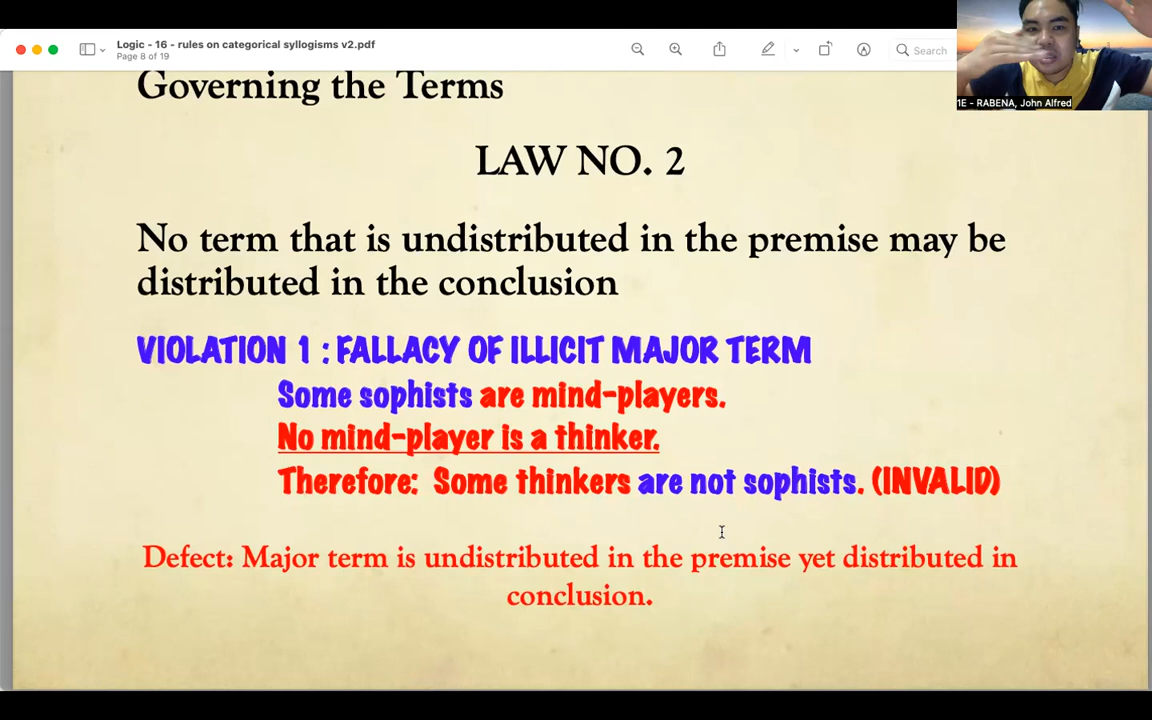 Logic - 16 - rules on categorical syllogisms v2.pdf
Page 8 of 19
Search
1E - RABENA, John Alfred
Governing the Terms
LAW NO. 2
No term that is undistributed in the premise may be
distributed in the conclusion
VIOLATION 1 : FALLACY OF ILLICIT MAJOR TERM
Some sophists are mind-players.
No mind-player is a thinker.
Therefore: Some thinkers are not sophists. (INVALID)
Defect: Major term is undistributed in the premise yet distributed in
conclusion.